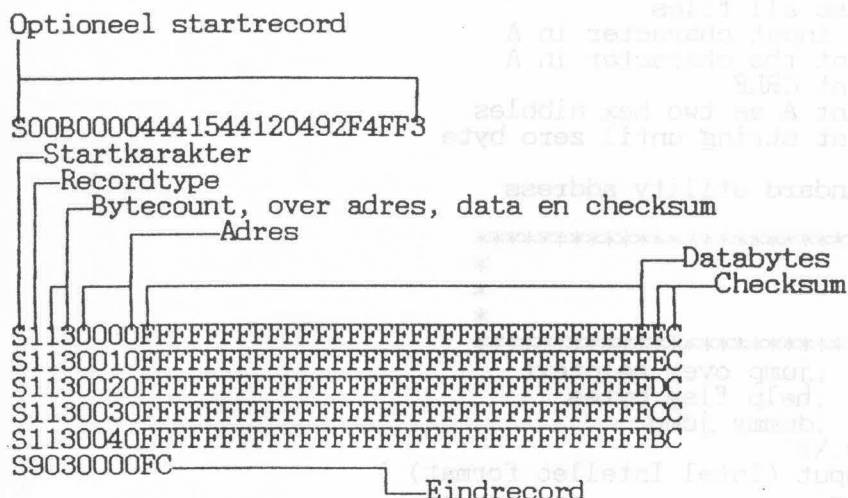 Optioneel startrecord
S00B00004441544120492F4FF3
Startkarakter
Recordtype
Bytecount, over adres, data en checksum
Adres
Databytes
Checksum
S1130000FFFFFFFFFFFFFFFFFFFFFFFFFFFFFFFFFC
S1130010FFFFFFFFFFFFFFFFFFFFFFFFFFFFFFFFEC
S1130020FFFFFFFFFFFFFFFFFFFFFFFFFFFFFFFFDC
S1130030FFFFFFFFFFFFFFFFFFFFFFFFFFFFFFFFCC
S1130040FFFFFFFFFFFFFFFFFFFFFFFFFFFFFFFFBC
S9030000FC
Eindrecord